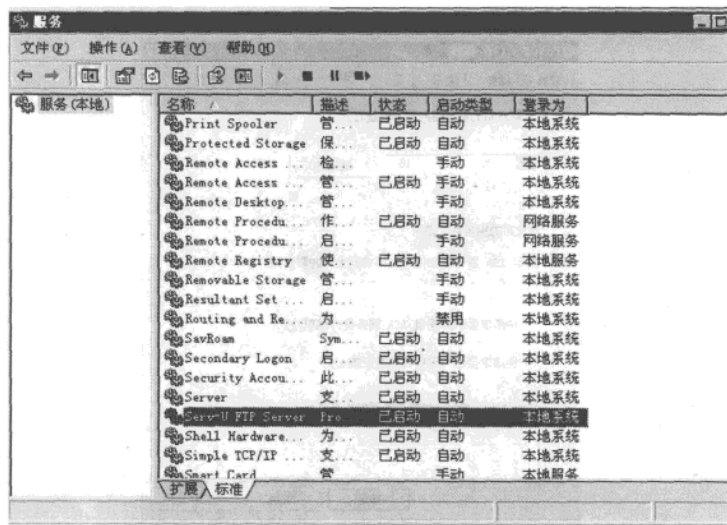 服务
文件(F) 操作(A) 查看(V) 帮助(H)
服务(本地)
名称 描述 状态 启动类型 登录为
Print Spooler 管... 已启动 自动 本地系统
Protected Storage 保... 已启动 自动 本地系统
Remote Access ... 检... 手动 本地系统
Remote Access ... 管... 已启动 手动 本地系统
Remote Desktop... 管... 手动 本地系统
Remote Procedu... 作... 已启动 自动 网络服务
Remote Procedu... 启... 手动 网络服务
Remote Registry 使... 已启动 自动 本地服务
Removable Storage 管... 手动 本地系统
Resultant Set ... 启... 手动 本地系统
Routing and Re... 为... 禁用 本地系统
SavRoam Sym... 已启动 自动 本地系统
Secondary Logon 启... 已启动 自动 本地系统
Security Accou... 此... 已启动 自动 本地系统
Server 支... 已启动 自动 本地系统
Serv-U FTP Server Pro 已启动 自动 本地系统
Shell Hardware... 为... 已启动 自动 本地系统
Simple TCP/IP ... 支... 已启动 自动 本地系统
Smart Card 管 手动 本地服务
扩展 标准